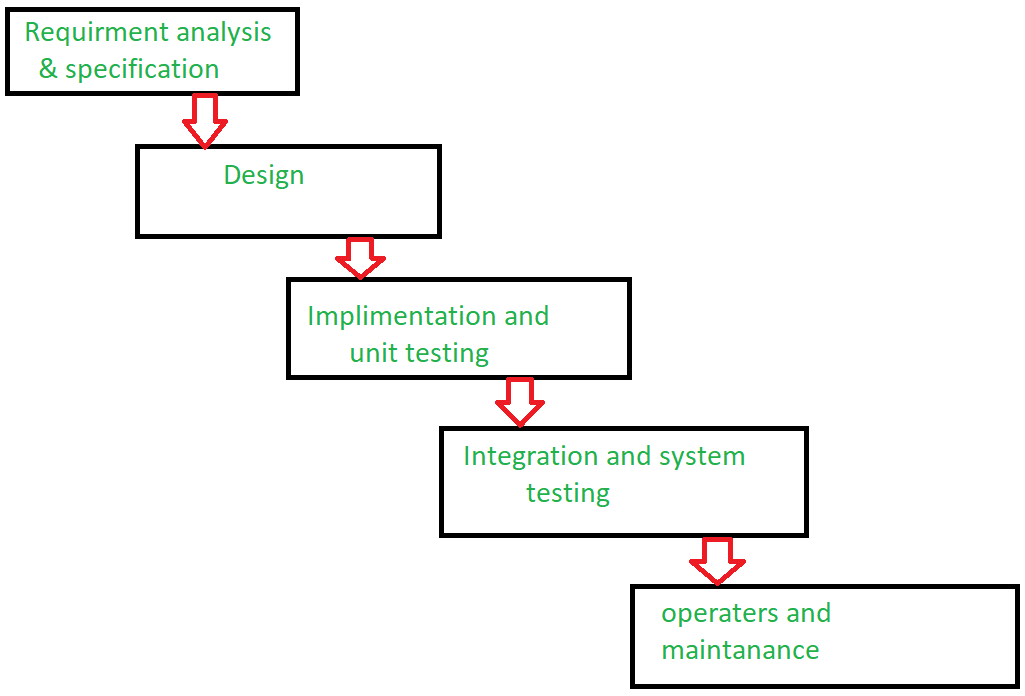 Requirment analysis
& specification
Design
Implimentation and
unit testing
Integration and system
testing
operaters and
maintanance